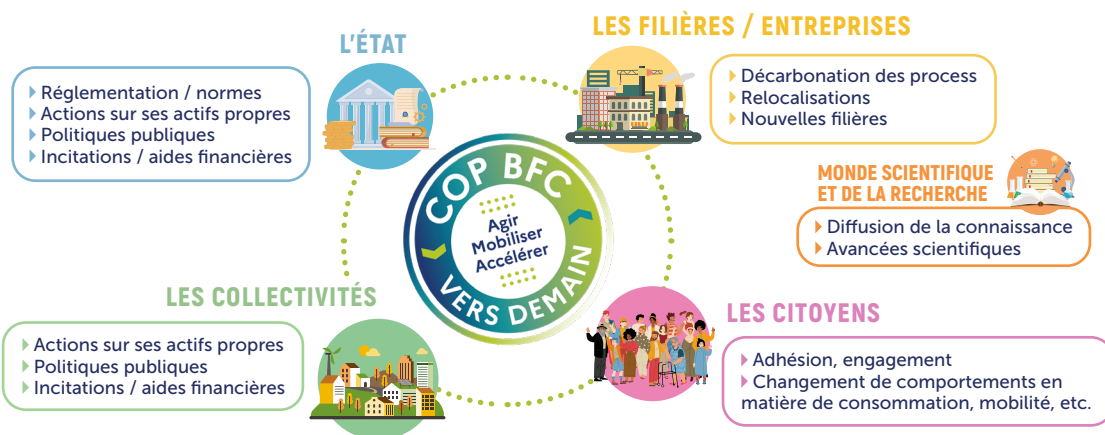 L'ÉTAT
Réglementation / normes
Actions sur ses actifs propres
Politiques publiques
Incitations / aides financières
LES FILIÈRES / ENTREPRISES
Décarbonation des process
Relocalisations
Nouvelles filières
MONDE SCIENTIFIQUE
ET DE LA RECHERCHE
Diffusion de la connaissance
Avancées scientifiques
COP BFC
Agir
Mobiliser
Accélérer
VERS DEMAIN
LES COLLECTIVITÉS
Actions sur ses actifs propres
Politiques publiques
Incitations / aides financières
LES CITOYENS
Adhésion, engagement
Changement de comportements en
matière de consommation, mobilité, etc.